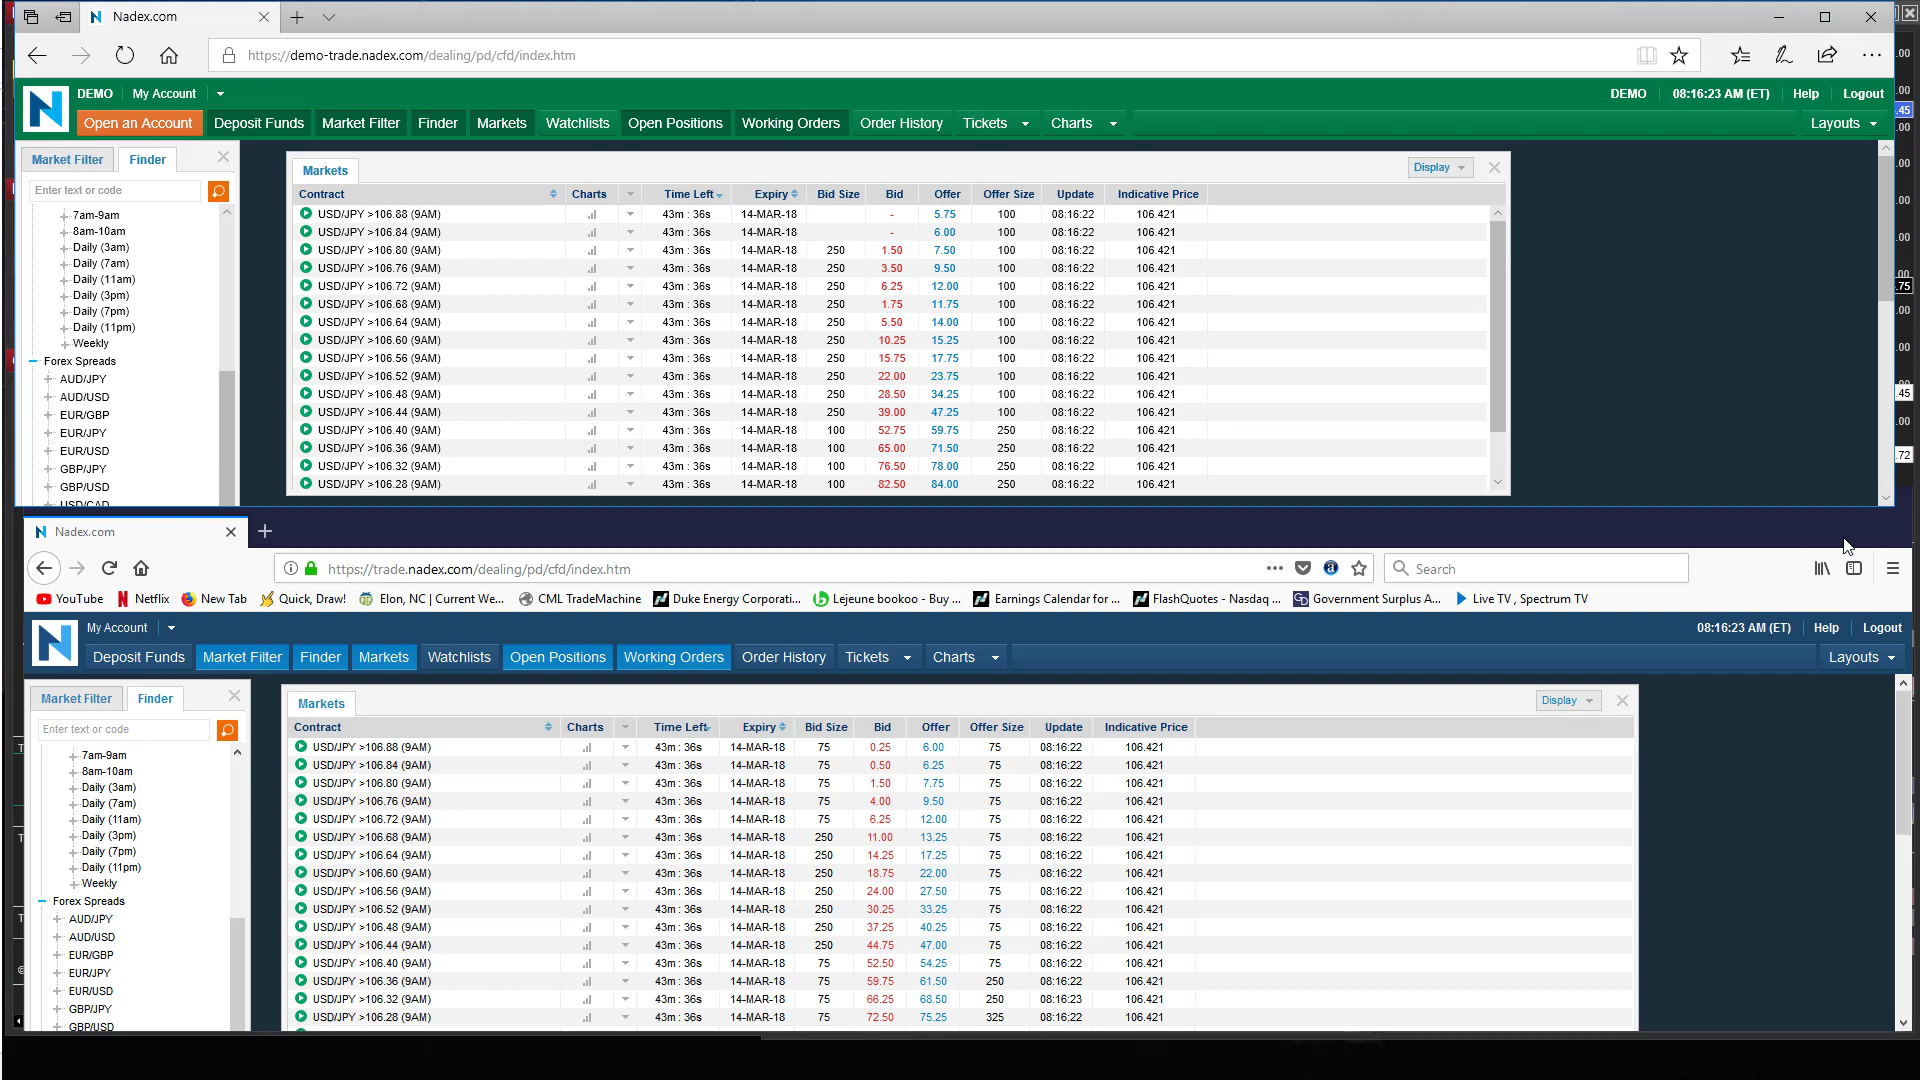 Nadex.com
https://demo-trade.nadex.com/dealing/pd/cfd/index.htm
DEMO My Account DEMO 08:16:23 AM (ET) Help Logout
Open an Account Deposit Funds Market Filter Finder Markets Watchlists Open Positions Working Orders Order History Tickets Charts Layouts
Market Filter Finder
Enter text or code
7am-9am
8am-10am
Daily (3am)
Daily (7am)
Daily (11am)
Daily (3pm)
Daily (7pm)
Daily (11pm)
Weekly
Forex Spreads
AUD/JPY
AUD/USD
EUR/GBP
EUR/JPY
EUR/USD
GBP/JPY
GBP/USD
USD/CAD
Markets Display
Contract Charts Time Left Expiry Bid Size Bid Offer Offer Size Update Indicative Price
USD/JPY >106.88 (9AM) 43m : 36s 14-MAR-18 - 5.75 100 08:16:22 106.421
USD/JPY >106.84 (9AM) 43m : 36s 14-MAR-18 - 6.00 100 08:16:22 106.421
USD/JPY >106.80 (9AM) 43m : 36s 14-MAR-18 250 1.50 7.50 100 08:16:22 106.421
USD/JPY >106.76 (9AM) 43m : 36s 14-MAR-18 250 3.50 9.50 100 08:16:22 106.421
USD/JPY >106.72 (9AM) 43m : 36s 14-MAR-18 250 6.25 12.00 100 08:16:22 106.421
USD/JPY >106.68 (9AM) 43m : 36s 14-MAR-18 250 1.75 11.75 100 08:16:22 106.421
USD/JPY >106.64 (9AM) 43m : 36s 14-MAR-18 250 5.50 14.00 100 08:16:22 106.421
USD/JPY >106.60 (9AM) 43m : 36s 14-MAR-18 250 10.25 15.25 100 08:16:22 106.421
USD/JPY >106.56 (9AM) 43m : 36s 14-MAR-18 250 15.75 17.75 100 08:16:22 106.421
USD/JPY >106.52 (9AM) 43m : 36s 14-MAR-18 250 22.00 23.75 100 08:16:22 106.421
USD/JPY >106.48 (9AM) 43m : 36s 14-MAR-18 250 28.50 34.25 100 08:16:22 106.421
USD/JPY >106.44 (9AM) 43m : 36s 14-MAR-18 250 39.00 47.25 100 08:16:22 106.421
USD/JPY >106.40 (9AM) 43m : 36s 14-MAR-18 100 52.75 59.75 250 08:16:22 106.421
USD/JPY >106.36 (9AM) 43m : 36s 14-MAR-18 100 65.00 71.50 250 08:16:22 106.421
USD/JPY >106.32 (9AM) 43m : 36s 14-MAR-18 100 76.50 78.00 250 08:16:22 106.421
USD/JPY >106.28 (9AM) 43m : 36s 14-MAR-18 100 82.50 84.00 250 08:16:22 106.421
Nadex.com
https://trade.nadex.com/dealing/pd/cfd/index.htm Search
YouTube Netflix New Tab Quick, Draw! Elon, NC | Current We... CML TradeMachine Duke Energy Corporati... Lejeune bokoo - Buy ... Earnings Calendar for ... FlashQuotes - Nasdaq ... Government Surplus A... Live TV , Spectrum TV
My Account 08:16:23 AM (ET) Help Logout
Deposit Funds Market Filter Finder Markets Watchlists Open Positions Working Orders Order History Tickets Charts Layouts
Market Filter Finder
Enter text or code
7am-9am
8am-10am
Daily (3am)
Daily (7am)
Daily (11am)
Daily (3pm)
Daily (7pm)
Daily (11pm)
Weekly
Forex Spreads
AUD/JPY
AUD/USD
EUR/GBP
EUR/JPY
EUR/USD
GBP/JPY
GBP/USD
Markets Display
Contract Charts Time Left Expiry Bid Size Bid Offer Offer Size Update Indicative Price
USD/JPY >106.88 (9AM) 43m : 36s 14-MAR-18 75 0.25 6.00 75 08:16:22 106.421
USD/JPY >106.84 (9AM) 43m : 36s 14-MAR-18 75 0.50 6.25 75 08:16:22 106.421
USD/JPY >106.80 (9AM) 43m : 36s 14-MAR-18 75 1.50 7.75 75 08:16:22 106.421
USD/JPY >106.76 (9AM) 43m : 36s 14-MAR-18 75 4.00 9.50 75 08:16:22 106.421
USD/JPY >106.72 (9AM) 43m : 36s 14-MAR-18 75 6.25 12.00 75 08:16:22 106.421
USD/JPY >106.68 (9AM) 43m : 36s 14-MAR-18 250 11.00 13.25 75 08:16:22 106.421
USD/JPY >106.64 (9AM) 43m : 36s 14-MAR-18 250 14.25 17.25 75 08:16:22 106.421
USD/JPY >106.60 (9AM) 43m : 36s 14-MAR-18 250 18.75 22.00 75 08:16:22 106.421
USD/JPY >106.56 (9AM) 43m : 36s 14-MAR-18 250 24.00 27.50 75 08:16:22 106.421
USD/JPY >106.52 (9AM) 43m : 36s 14-MAR-18 250 30.25 33.25 75 08:16:22 106.421
USD/JPY >106.48 (9AM) 43m : 36s 14-MAR-18 250 37.25 40.25 75 08:16:22 106.421
USD/JPY >106.44 (9AM) 43m : 36s 14-MAR-18 250 44.75 47.00 75 08:16:22 106.421
USD/JPY >106.40 (9AM) 43m : 36s 14-MAR-18 75 52.50 54.25 75 08:16:22 106.421
USD/JPY >106.36 (9AM) 43m : 36s 14-MAR-18 75 59.75 61.50 250 08:16:22 106.421
USD/JPY >106.32 (9AM) 43m : 36s 14-MAR-18 75 66.25 68.50 250 08:16:23 106.421
USD/JPY >106.28 (9AM) 43m : 36s 14-MAR-18 75 72.50 75.25 325 08:16:22 106.421